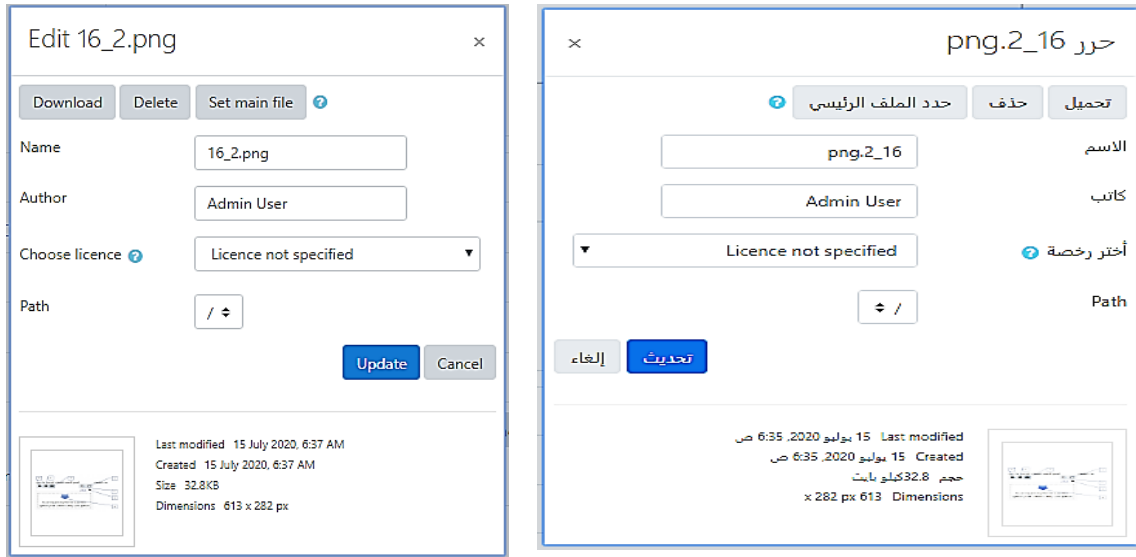 Edit 16_2.png ×
Download Delete Set main file ?
Name 16_2.png
Author Admin User
Choose licence ? Licence not specified
Path /
Update Cancel
Last modified 15 July 2020, 6:37 AM
Created 15 July 2020, 6:37 AM
Size 32.8KB
Dimensions 613 x 282 px
حرر png.2_16 ×
تحميل حذف حدد الملف الرئيسي ?
الاسم png.2_16
كاتب Admin User
أختر رخصة ? Licence not specified
Path /
تحديث إلغاء
Last modified 15 يوليو 2020, 6:35 ص
Created 15 يوليو 2020, 6:35 ص
حجم 32.8كيلو بايت
Dimensions 613 x 282 px